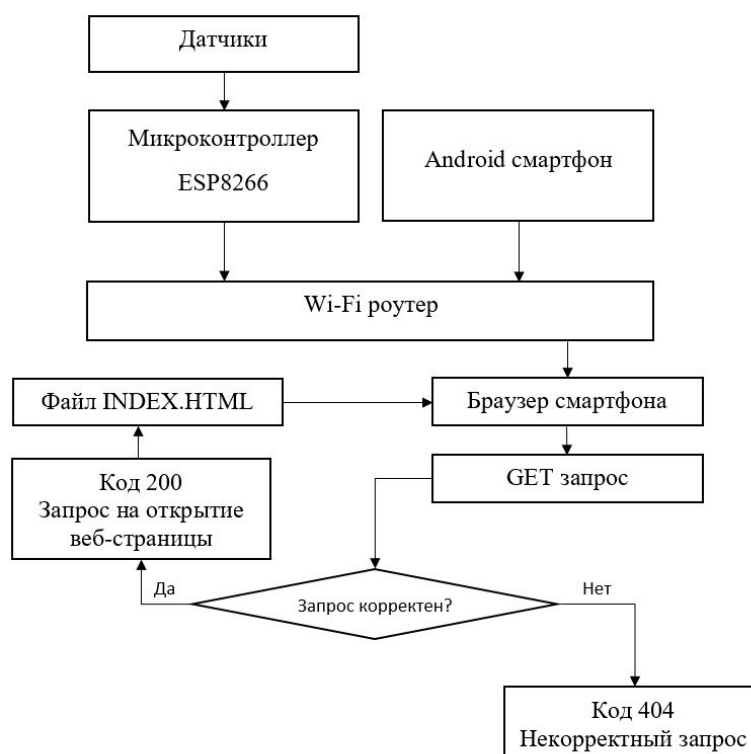 Датчики
Микроконтроллер
ESP8266
Android смартфон
Wi-Fi роутер
Файл INDEX.HTML
Браузер смартфона
Код 200
Запрос на открытие
веб-страницы
GET запрос
Да
Запрос корректен?
Нет
Код 404
Некорректный запрос